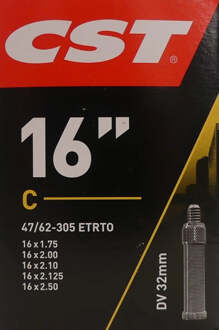 CST®
16”
C
47/62-305 ETRTO
16 x 1.75
16 x 2.00
16 x 2.10
16 x 2.125
16 x 2.50
DV 32mm